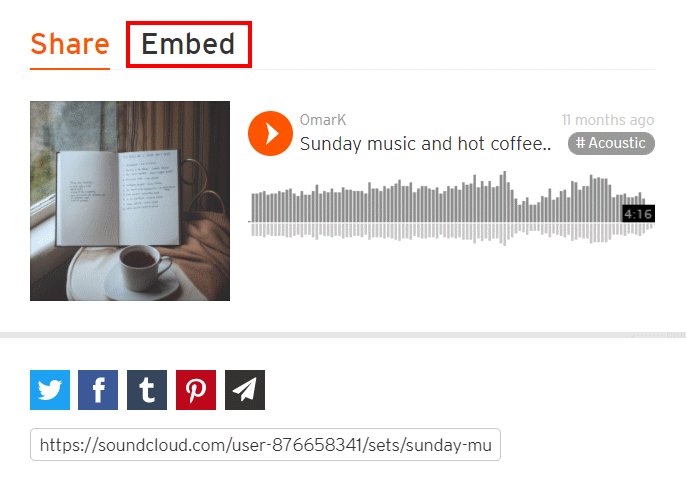 Share Embed
OmarK 11 months ago
Sunday music and hot coffee.. # Acoustic
4:16
https://soundcloud.com/user-876658341/sets/sunday-mu